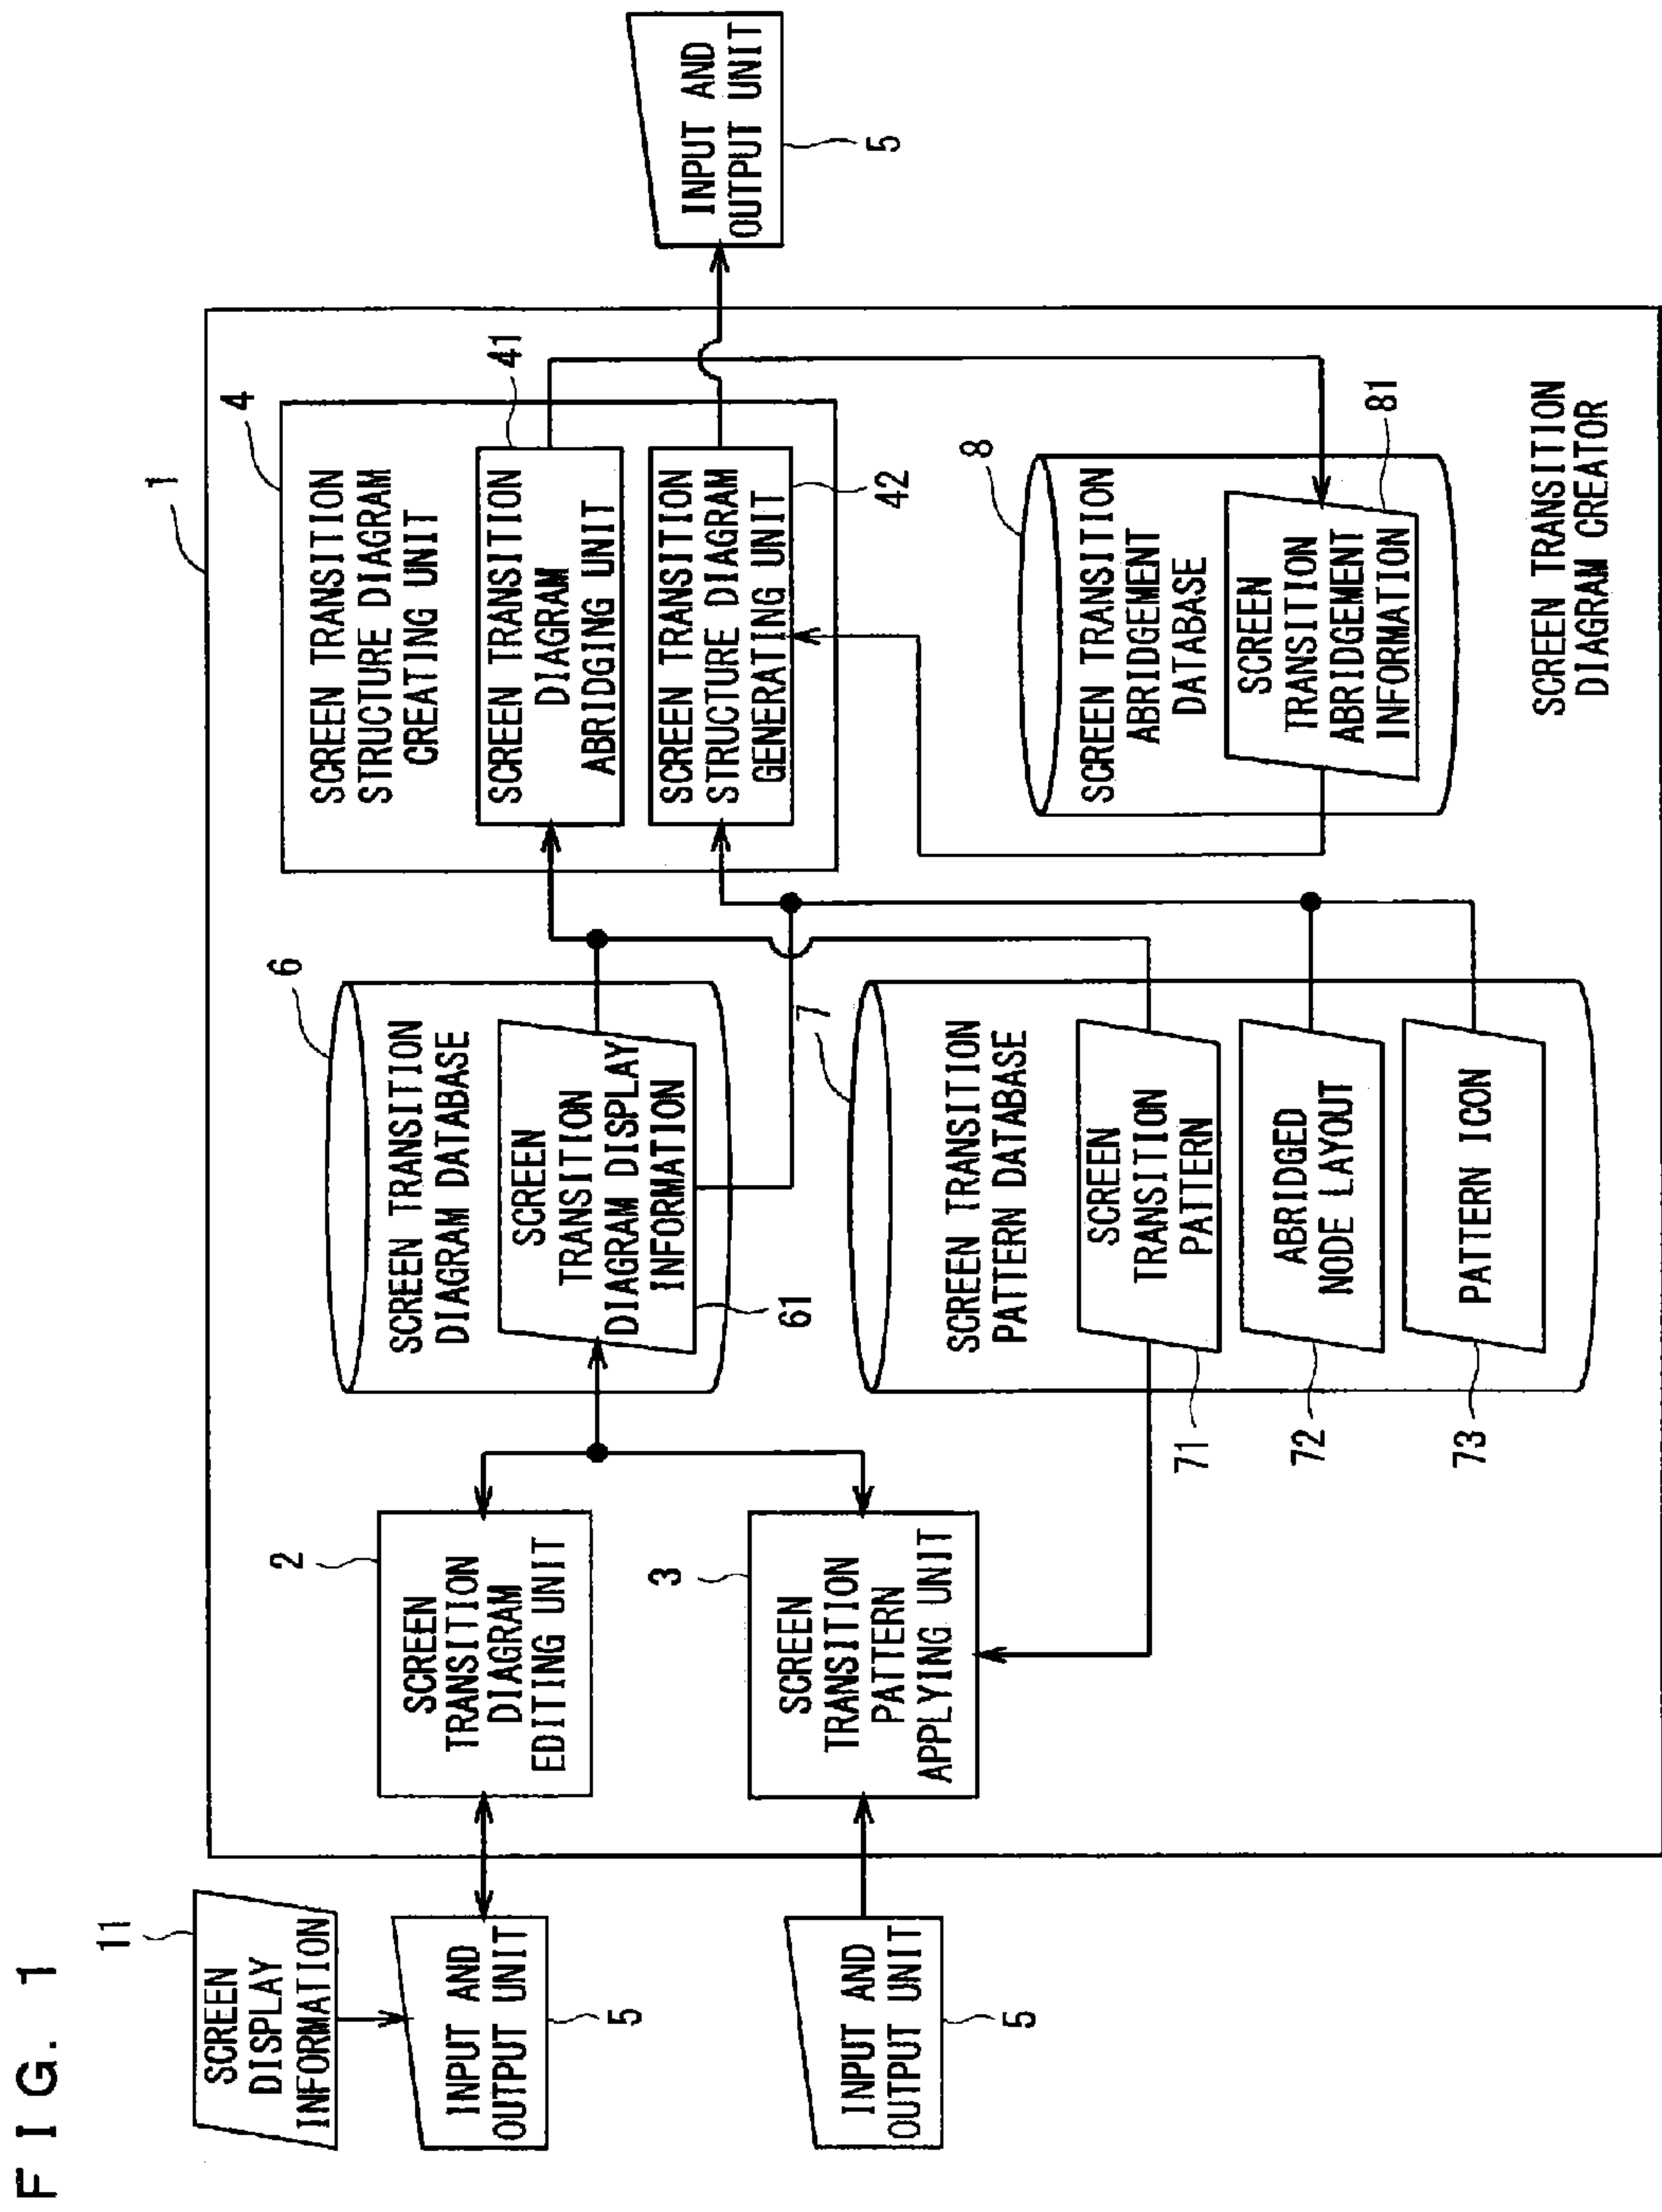 FIG. 1
11
SCREEN
DISPLAY
INFORMATION
INPUT AND
OUTPUT UNIT
5
INPUT AND
OUTPUT UNIT
5
1
2
SCREEN
TRANSITION
DIAGRAM
EDITING UNIT
3
SCREEN
TRANSITION
PATTERN
APPLYING UNIT
6
SCREEN TRANSITION
DIAGRAM DATABASE
SCREEN
TRANSITION
DIAGRAM DISPLAY
INFORMATION
61
7
SCREEN TRANSITION
PATTERN DATABASE
SCREEN
TRANSITION
PATTERN
71
ABRIDGED
NODE LAYOUT
72
PATTERN ICON
73
4
SCREEN TRANSITION
STRUCTURE DIAGRAM
CREATING UNIT
41
SCREEN TRANSITION
DIAGRAM
ABRIDGING UNIT
SCREEN TRANSITION
STRUCTURE DIAGRAM
GENERATING UNIT
42
8
SCREEN TRANSITION
ABRIDGEMENT
DATABASE
SCREEN
TRANSITION
ABRIDGEMENT
INFORMATION
81
SCREEN TRANSITION
DIAGRAM CREATOR
INPUT AND
OUTPUT UNIT
5